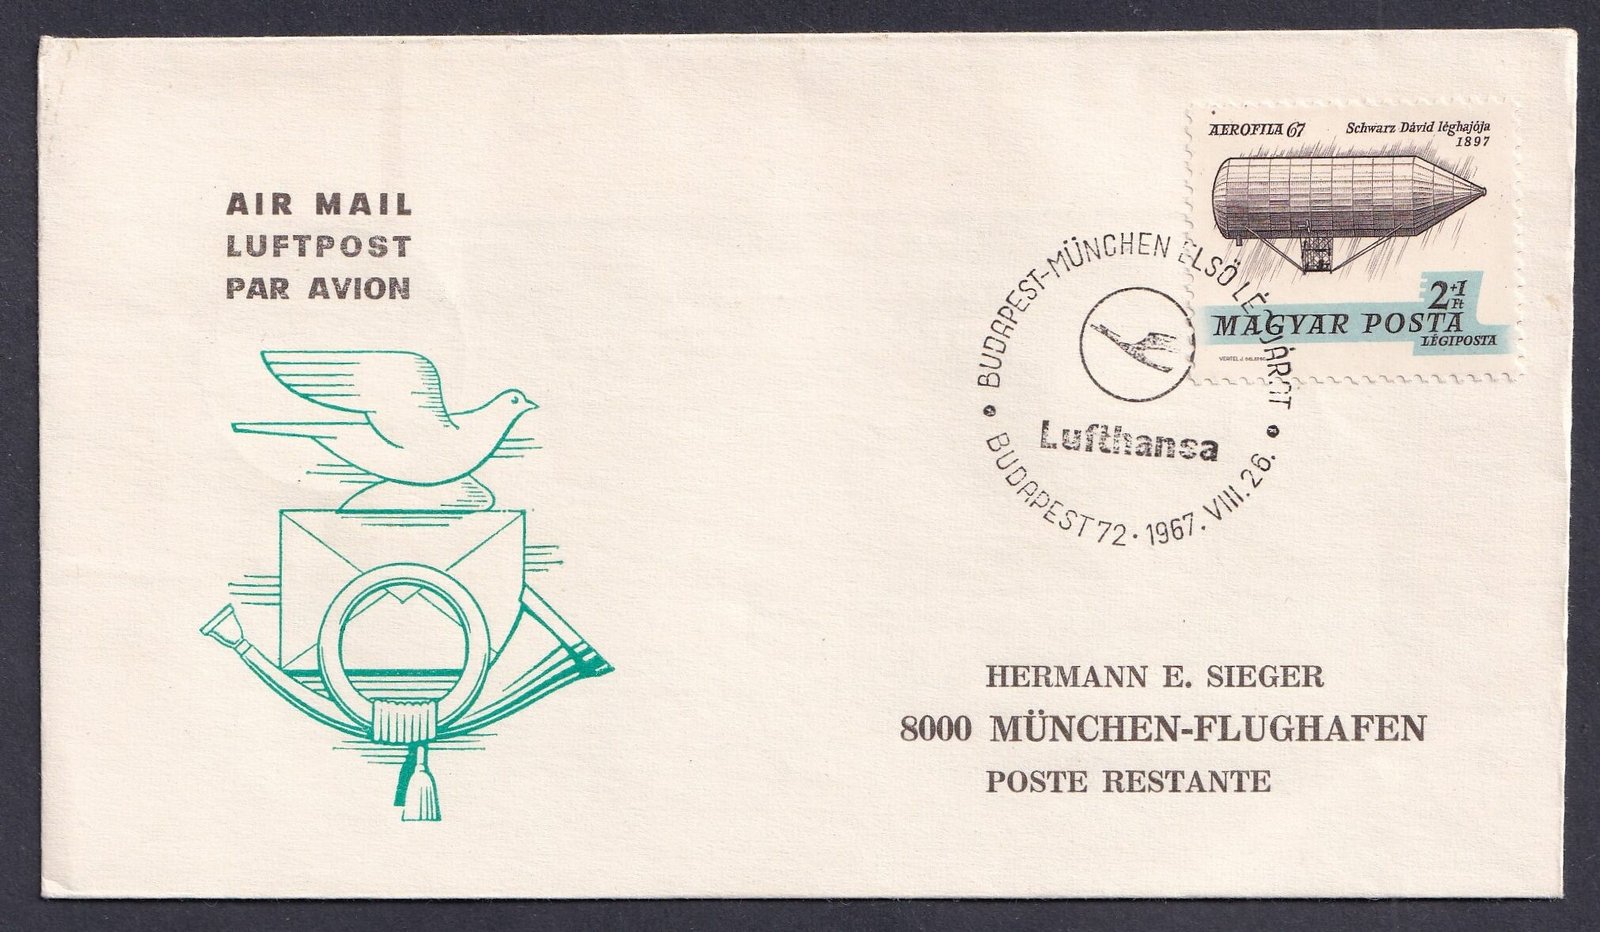 AIR MAIL
LUFTPOST
PAR AVION
AEROFILA 67
Schwarz Dávid léghajója
1897
2+1
Ft
MAGYAR POSTA
LÉGIPOSTA
BUDAPEST-MÜNCHEN ELSŐ LÉGIJÁRAT
Lufthansa
BUDAPEST 72 · 1967. VIII. 26.
HERMANN E. SIEGER
8000 MÜNCHEN-FLUGHAFEN
POSTE RESTANTE